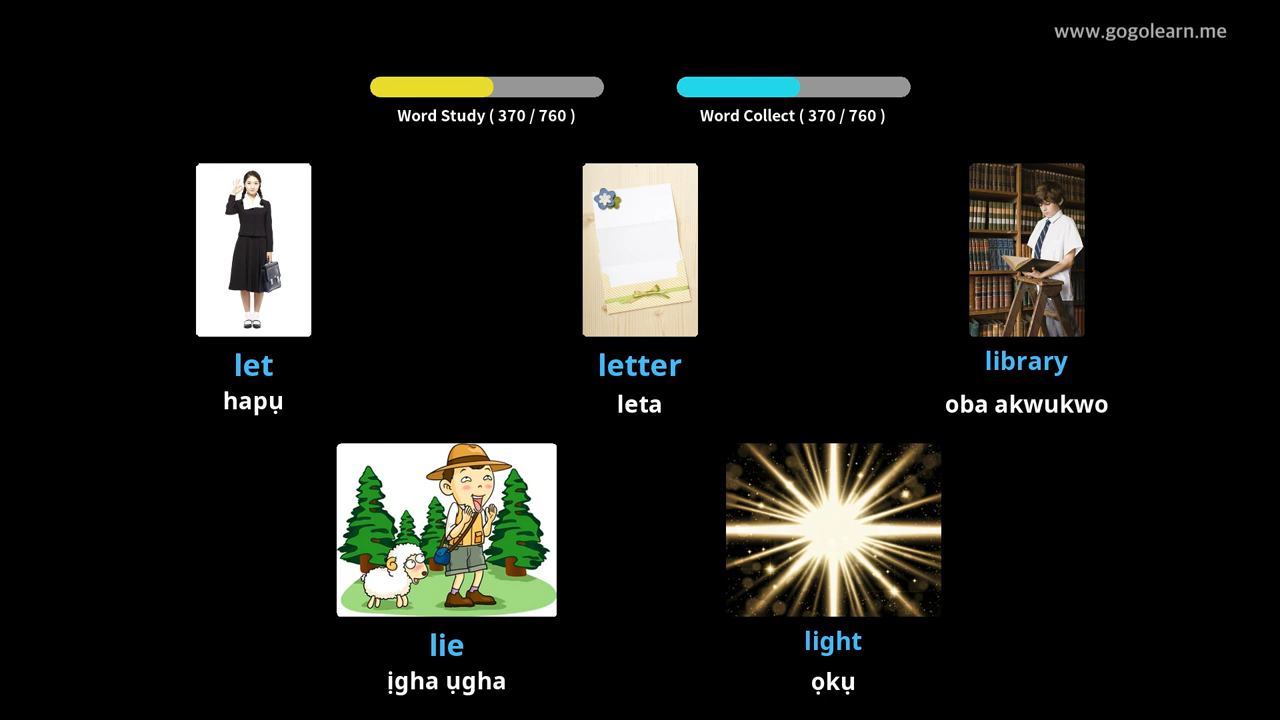 www.gogolearn.me
Word Study ( 370 / 760 )
Word Collect ( 370 / 760 )
let
hapụ
letter
leta
library
oba akwukwo
lie
ịgha ụgha
light
ọkụ